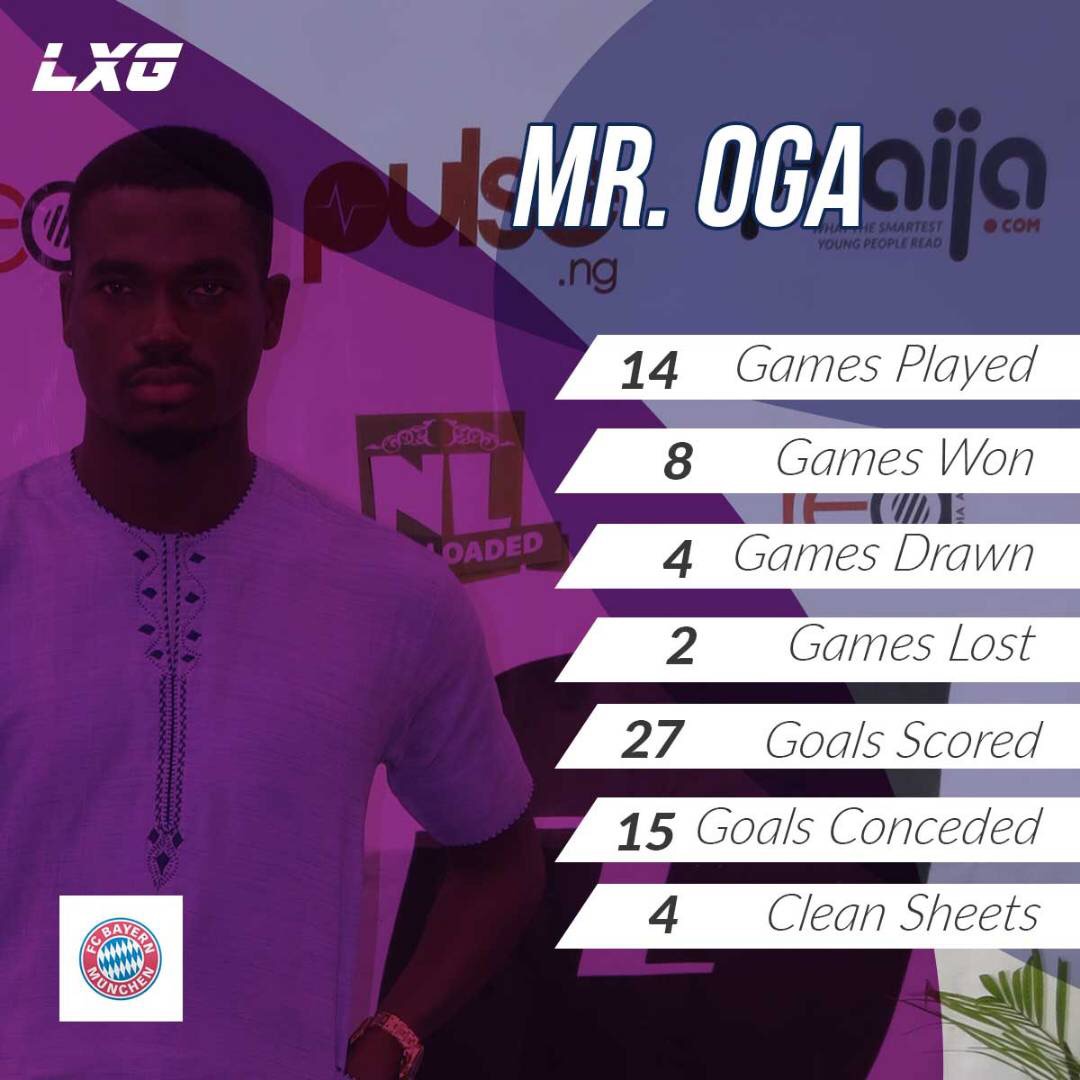 LXG
MR. OGA
pulse
.ng
aija
WHAT THE SMARTEST
YOUNG PEOPLE READ
.COM
14 Games Played
8 Games Won
NL
LOADED
4 Games Drawn
2 Games Lost
27 Goals Scored
15 Goals Conceded
4 Clean Sheets
FC BAYERN
MÜNCHEN